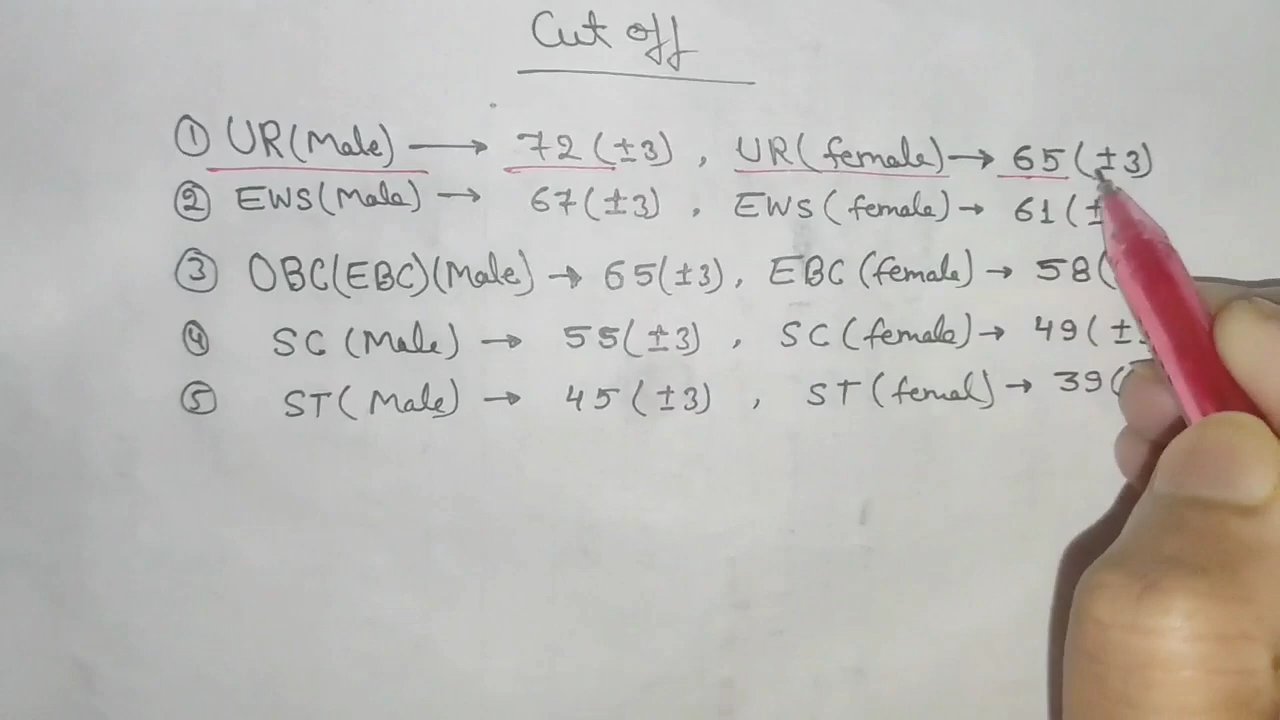 Cut off
① UR(Male) → 72(±3), UR(female) → 65(±3)
② EWS(Male) → 67(±3), EWS(female) → 61(±
③ OBC(EBC)(Male) → 65(±3), EBC(female) → 58(
④ SC(Male) → 55(±3), SC(female) → 49(±
⑤ ST(Male) → 45(±3), ST(femal) → 39(